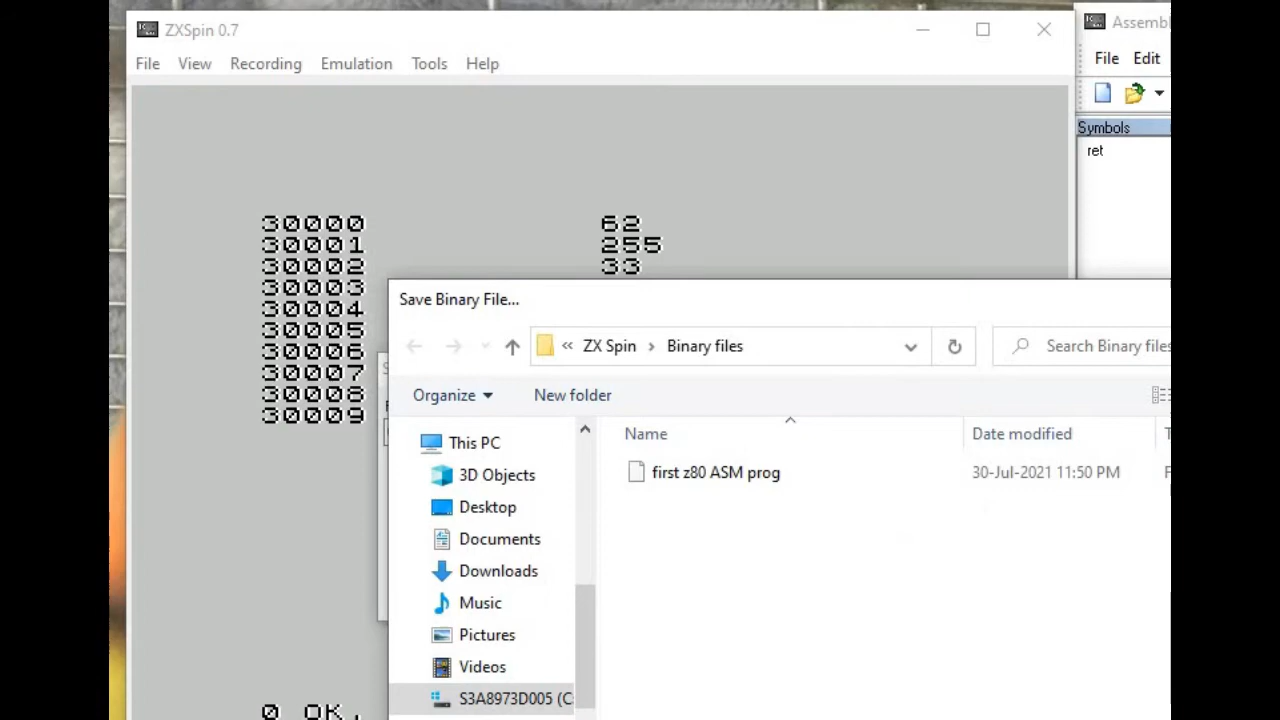 ZXSpin 0.7
File View Recording Emulation Tools Help
Assembl
File Edit
Symbols
ret
30000 62
30001 255
30002 33
30003
30004
30005
30006
30007
30008
30009
Save Binary File...
« ZX Spin › Binary files
Search Binary files
Organize New folder
Name Date modified
This PC
3D Objects
Desktop
Documents
Downloads
Music
Pictures
Videos
S3A8973D005 (C:
first z80 ASM prog 30-Jul-2021 11:50 PM
0 OK,